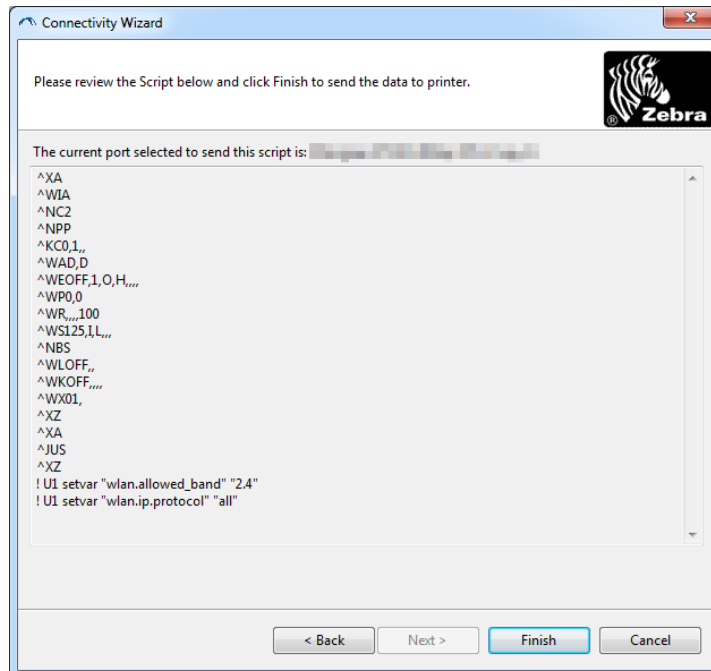 Connectivity Wizard
Please review the Script below and click Finish to send the data to printer.
Zebra
®
The current port selected to send this script is:
^XA
^WIA
^NC2
^NPP
^KC0,1,,
^WAD,D
^WEOFF,1,O,H,,,,
^WP0,0
^WR,,,,100
^WS125,I,L,,,
^NBS
^WLOFF,,
^WKOFF,,,,
^WX01,
^XZ
^XA
^JUS
^XZ
! U1 setvar "wlan.allowed_band" "2.4"
! U1 setvar "wlan.ip.protocol" "all"
< Back
Next >
Finish
Cancel